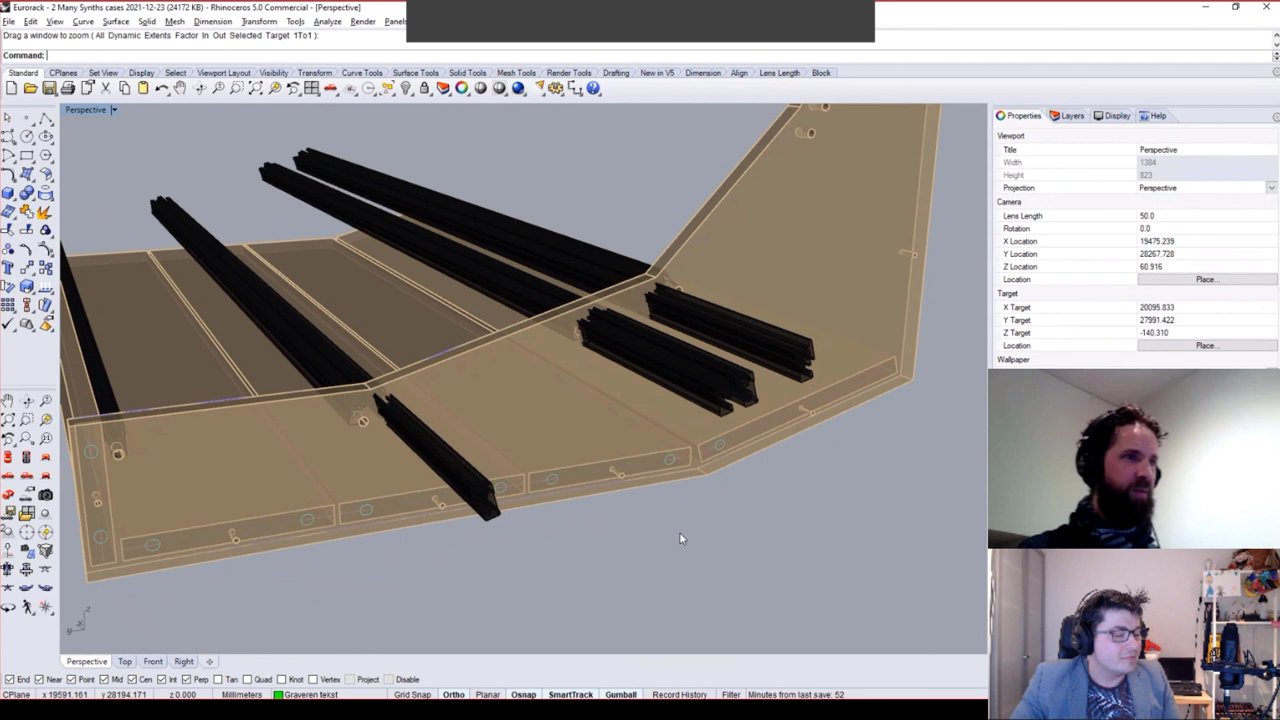 Eurorack - 2 Many Synths cases 2021-12-23 (24172 KB) - Rhinoceros 5.0 Commercial - [Perspective]
File Edit View Curve Surface Solid Mesh Dimension Transform Tools Analyze Render Panels
Drag a window to zoom ( All Dynamic Extents Factor In Out Selected Target 1To1 ):
Command:
Standard CPlanes Set View Display Select Viewport Layout Visibility Transform Curve Tools Surface Tools Solid Tools Mesh Tools Render Tools Drafting New in V5 Dimension Align Lens Length Block
Perspective
Properties Layers Display Help
Viewport
Title Perspective
Width 1384
Height 823
Projection Perspective
Camera
Lens Length 50.0
Rotation 0.0
X Location 19475.239
Y Location 28267.728
Z Location 60.916
Location Place...
Target
X Target 20095.833
Y Target 27991.422
Z Target -140.310
Location Place...
Wallpaper
z
y x
Perspective Top Front Right
End Near Point Mid Cen Int Perp Tan Quad Knot Vertex Project Disable
CPlane x 19591.161 y 28194.171 z 0.000 Millimeters Graveren tekst Grid Snap Ortho Planar Osnap SmartTrack Gumball Record History Filter Minutes from last save: 52